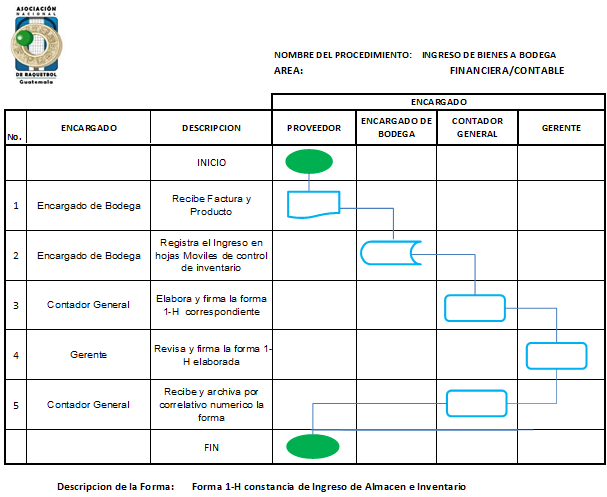 ASOCIACIÓN
NACIONAL
DE RAQUETBOL
Guatemala
NOMBRE DEL PROCEDIMIENTO: INGRESO DE BIENES A BODEGA
AREA: FINANCIERA/CONTABLE
ENCARGADO
No. ENCARGADO DESCRIPCION PROVEEDOR ENCARGADO DE BODEGA CONTADOR GENERAL GERENTE
INICIO
1 Encargado de Bodega Recibe Factura y
Producto
2 Encargado de Bodega Registra el Ingreso en
hojas Moviles de control
de inventario
3 Contador General Elabora y firma la forma
1-H correspondiente
4 Gerente Revisa y firma la forma 1-
H elaborada
5 Contador General Recibe y archiva por
correlativo numerico la
forma
FIN
Descripcion de la Forma: Forma 1-H constancia de Ingreso de Almacen e Inventario